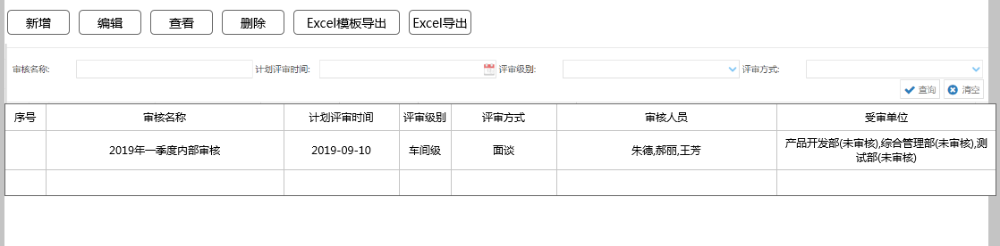 新增 编辑 查看 删除 Excel模板导出 Excel导出
审核名称: 计划评审时间: 评审级别: 评审方式:
查询 清空
序号 审核名称 计划评审时间 评审级别 评审方式 审核人员 受审单位
2019年一季度内部审核 2019-09-10 车间级 面谈 朱德,郝丽,王芳 产品开发部(未审核),综合管理部(未审核),测
试部(未审核)